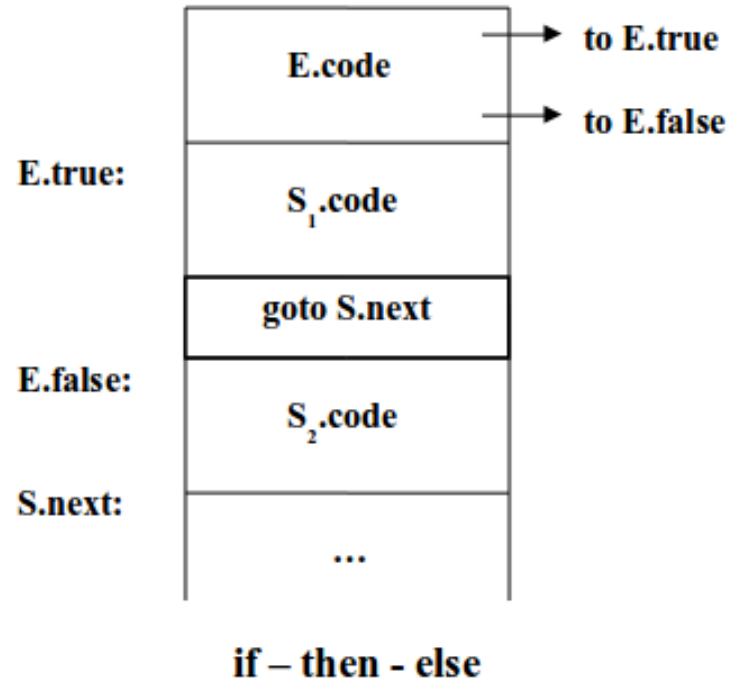 to E.true
E.code
to E.false
E.true:
S₁.code
goto S.next
E.false:
S₂.code
S.next:
...
if – then - else